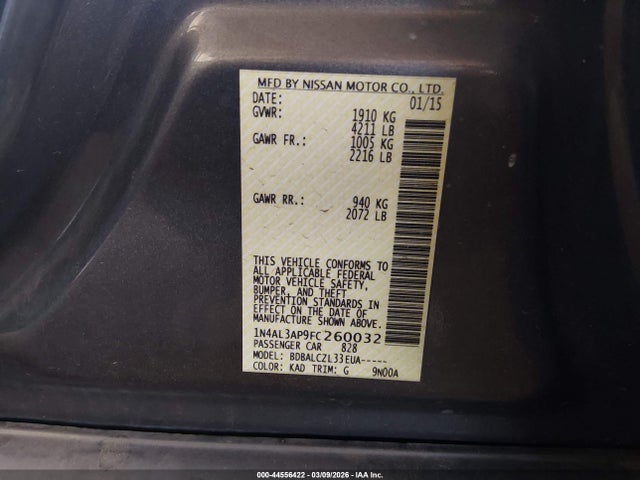 MFD BY NISSAN MOTOR CO., LTD.
DATE: 01/15
GVWR: 1910 KG
4211 LB
GAWR FR.: 1005 KG
2216 LB
GAWR RR.: 940 KG
2072 LB
THIS VEHICLE CONFORMS TO
ALL APPLICABLE FEDERAL
MOTOR VEHICLE SAFETY,
BUMPER, AND THEFT
PREVENTION STANDARDS IN
EFFECT ON THE DATE OF
MANUFACTURE SHOWN ABOVE.
1N4AL3AP9FC260032
PASSENGER CAR 828
MODEL: BDBALCZL33EUA-----
COLOR: KAD TRIM: G 9N00A
000-44556422 - 03/09/2026 - IAA Inc.